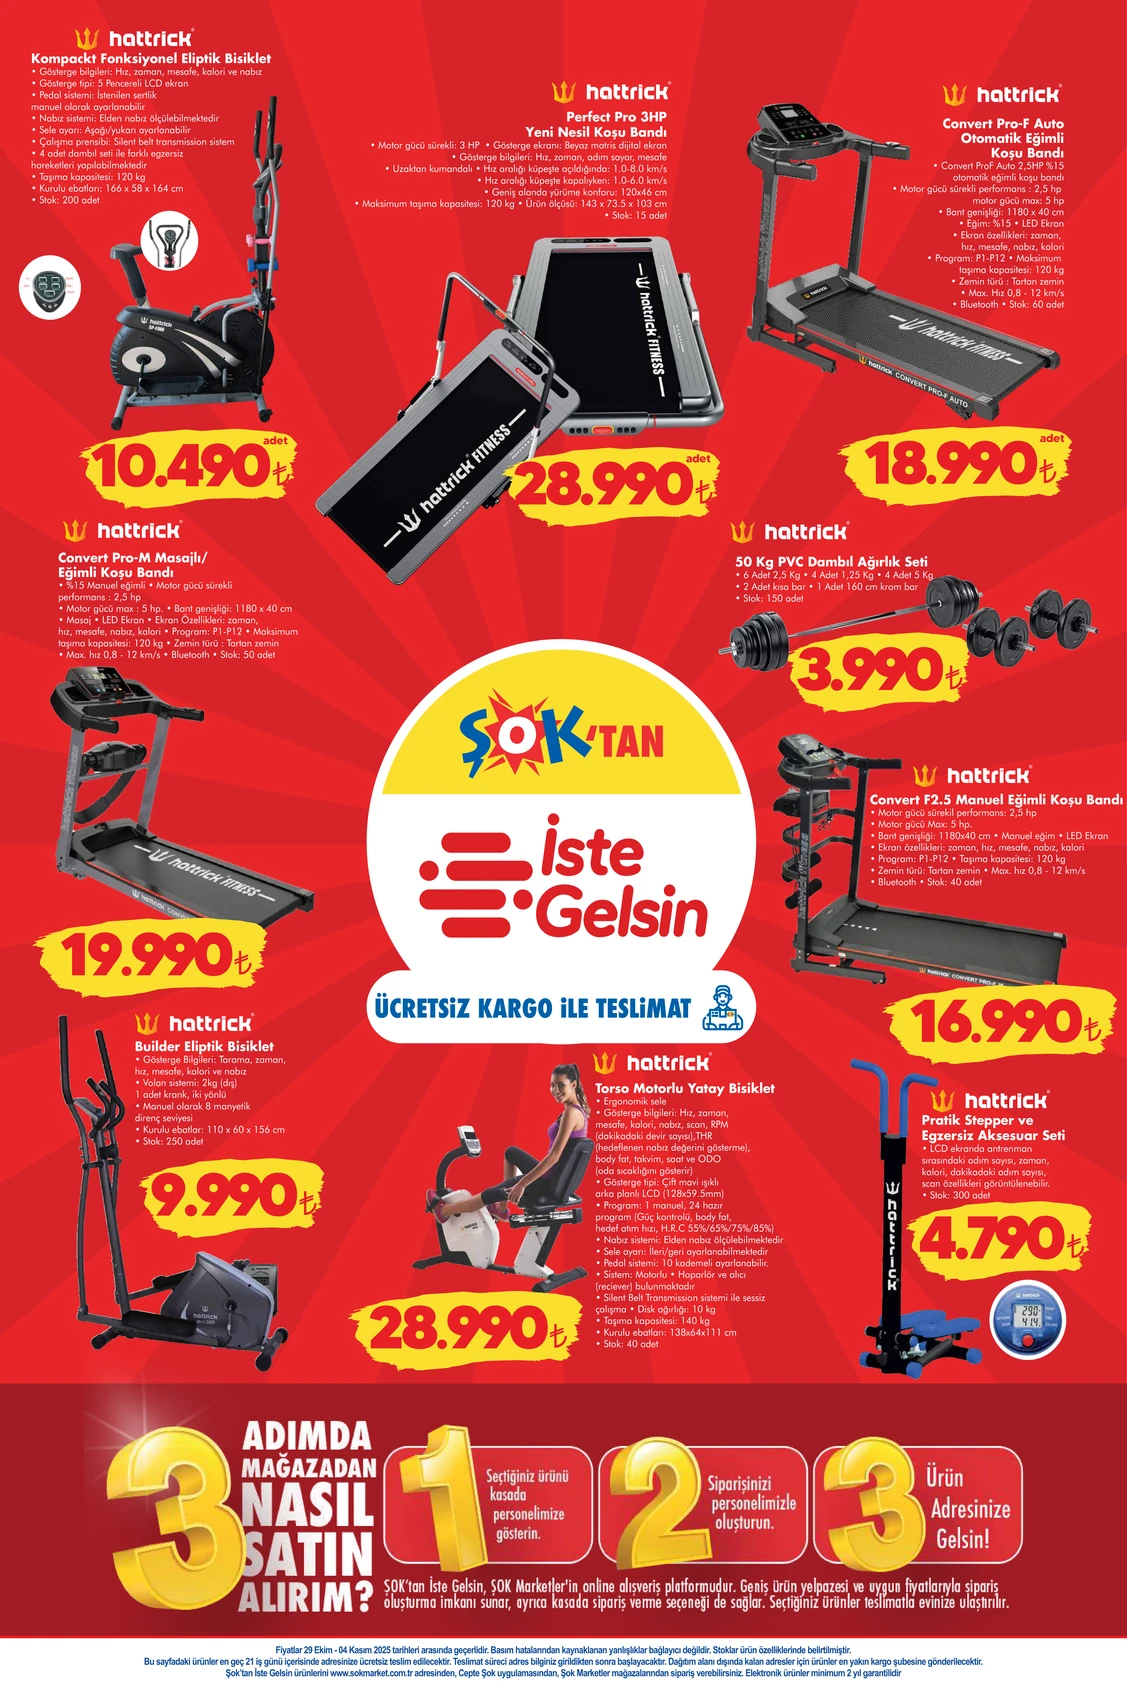 hattrick
Kompackt Fonksiyonel Eliptik Bisiklet
• Gösterge bilgileri: Hız, zaman, mesafe, kalori ve nabız
• Gösterge tipi: 5 Pencereli LCD ekran
• Pedal sistemi: İstenilen sertlik
manuel olarak ayarlanabilir
• Nabız sistemi: Elden nabız ölçülebilmektedir
• Sele ayarı: Aşağı/yukarı ayarlanabilir
• Çalışma prensibi: Silent belt transmission sistem
• 4 adet dambıl seti ile farklı egzersiz
hareketleri yapılabilmektedir
• Taşıma kapasitesi: 120 kg
• Kurulu ebatları: 166 x 58 x 164 cm
• Stok: 200 adet
hattrick
adet
10.490₺
hattrick
Perfect Pro 3HP
Yeni Nesil Koşu Bandı
• Motor gücü sürekli: 3 HP • Gösterge ekranı: Beyaz matris dijital ekran
• Gösterge bilgileri: Hız, zaman, adım sayar, mesafe
• Uzaktan kumandalı • Hız aralığı küpeşte açıldığında: 1.0-8.0 km/s
• Hız aralığı küpeşte kapalıyken: 1.0-6.0 km/s
• Geniş alanda yürüme konforu: 120x46 cm
• Maksimum taşıma kapasitesi: 120 kg • Ürün ölçüsü: 143 x 73.5 x 103 cm
• Stok: 15 adet
hattrick FITNESS
hattrick FITNESS
adet
28.990₺
hattrick
Convert Pro-F Auto
Otomatik Eğimli
Koşu Bandı
• Convert ProF Auto 2,5HP %15
otomatik eğimli koşu bandı
• Motor gücü sürekli performans : 2,5 hp
motor gücü max: 5 hp
• Bant genişliği: 1180 x 40 cm
• Eğim: %15 • LED Ekran
• Ekran özellikleri: zaman,
hız, mesafe, nabız, kalori
• Program: P1-P12 • Maksimum
taşıma kapasitesi: 120 kg
• Zemin türü : Tartan zemin
• Max. Hız 0,8 - 12 km/s
• Bluetooth • Stok: 60 adet
hattrick
hattrick FITNESS
hattrick CONVERT PRO-F AUTO
adet
18.990₺
hattrick
Convert Pro-M Masajlı/
Eğimli Koşu Bandı
• %15 Manuel eğimli • Motor gücü sürekli
performans : 2,5 hp
• Motor gücü max : 5 hp. • Bant genişliği: 1180 x 40 cm
• Masaj • LED Ekran • Ekran Özellikleri: zaman,
hız, mesafe, nabız, kalori • Program: P1-P12 • Maksimum
taşıma kapasitesi: 120 kg • Zemin türü : Tartan zemin
• Max. hız 0,8 - 12 km/s • Bluetooth • Stok: 50 adet
hattrick FITNESS
19.990₺
hattrick
50 Kg PVC Dambıl Ağırlık Seti
• 6 Adet 2,5 Kg • 4 Adet 1,25 Kg • 4 Adet 5 Kg
• 2 Adet kısa bar • 1 Adet 160 cm krom bar
• Stok: 150 adet
3.990₺
ŞOK'TAN
İste
Gelsin
ÜCRETSİZ KARGO İLE TESLİMAT
hattrick
Convert F2.5 Manuel Eğimli Koşu Bandı
• Motor gücü sürekil performans: 2,5 hp
• Motor gücü Max: 5 hp.
• Bant genişliği: 1180x40 cm • Manuel eğim • LED Ekran
• Ekran özellikleri: zaman, hız, mesafe, nabız, kalori
• Program: P1-P12 • Taşıma kapasitesi: 120 kg
• Zemin türü: Tartan zemin • Max. hız 0,8 - 12 km/s
• Bluetooth • Stok: 40 adet
16.990₺
hattrick
Builder Eliptik Bisiklet
• Gösterge Bilgileri: Tarama, zaman,
hız, mesafe, kalori ve nabız
• Volan sistemi: 2kg (dış)
1 adet krank, iki yönlü
• Manuel olarak 8 manyetik
direnç seviyesi
• Kurulu ebatlar: 110 x 60 x 156 cm
• Stok: 250 adet
9.990₺
hattrick
hattrick
Torso Motorlu Yatay Bisiklet
• Ergonomik sele
• Gösterge bilgileri: Hız, zaman,
mesafe, kalori, nabız, scan, RPM
(dakikadaki devir sayısı),THR
(hedeflenen nabız değerini gösterme),
body fat, takvim, saat ve ODO
(oda sıcaklığını gösterir)
• Gösterge tipi: Çift mavi ışıklı
arka planlı LCD (128x59.5mm)
• Program: 1 manuel, 24 hazır
program (Güç kontrolü, body fat,
hedef atım hızı, H.R.C 55%/65%/75%/85%)
• Nabız sistemi: Elden nabız ölçülebilmektedir
• Sele ayarı: İleri/geri ayarlanabilmektedir
• Pedal sistemi: 10 kademeli ayarlanabilir.
• Sistem: Motorlu • Hoparlör ve alıcı
(reciever) bulunmaktadır
• Silent Belt Transmission sistemi ile sessiz
çalışma • Disk ağırlığı: 10 kg
• Taşıma kapasitesi: 140 kg
• Kurulu ebatları: 138x64x111 cm
• Stok: 40 adet
28.990₺
hattrick
Pratik Stepper ve
Egzersiz Aksesuar Seti
• LCD ekranda antrenman
sırasındaki adım sayısı, zaman,
kalori, dakikadaki adım sayısı,
scan özellikleri görüntülenebilir.
• Stok: 300 adet
hattrick
4.790₺
3 ADIMDA
MAĞAZADAN
NASIL
SATIN
ALIRIM?
1
Seçtiğiniz ürünü
kasada
personelimize
gösterin.
2
Siparişinizi
personelimizle
oluşturun.
3
Ürün
Adresinize
Gelsin!
ŞOK'tan İste Gelsin, ŞOK Marketler'in online alışveriş platformudur. Geniş ürün yelpazesi ve uygun fiyatlarıyla sipariş
oluşturma imkanı sunar, ayrıca kasada sipariş verme seçeneği de sağlar. Seçtiğiniz ürünler teslimatla evinize ulaştırılır.
Fiyatlar 29 Ekim - 04 Kasım 2025 tarihleri arasında geçerlidir. Basım hatalarından kaynaklanan yanlışlıklar bağlayıcı değildir. Stoklar ürün özelliklerinde belirtilmiştir.
Bu sayfadaki ürünler en geç 21 iş günü içerisinde adresinize ücretsiz teslim edilecektir. Teslimat süreci adres bilginiz girildikten sonra başlayacaktır. Dağıtım alanı dışında kalan adresler için ürünler en yakın kargo şubesine gönderilecektir.
Şok'tan İste Gelsin ürünlerini www.sokmarket.com.tr adresinden, Cepte Şok uygulamasından, Şok Marketler mağazalarından sipariş verebilirsiniz. Elektronik ürünler minimum 2 yıl garantilidir